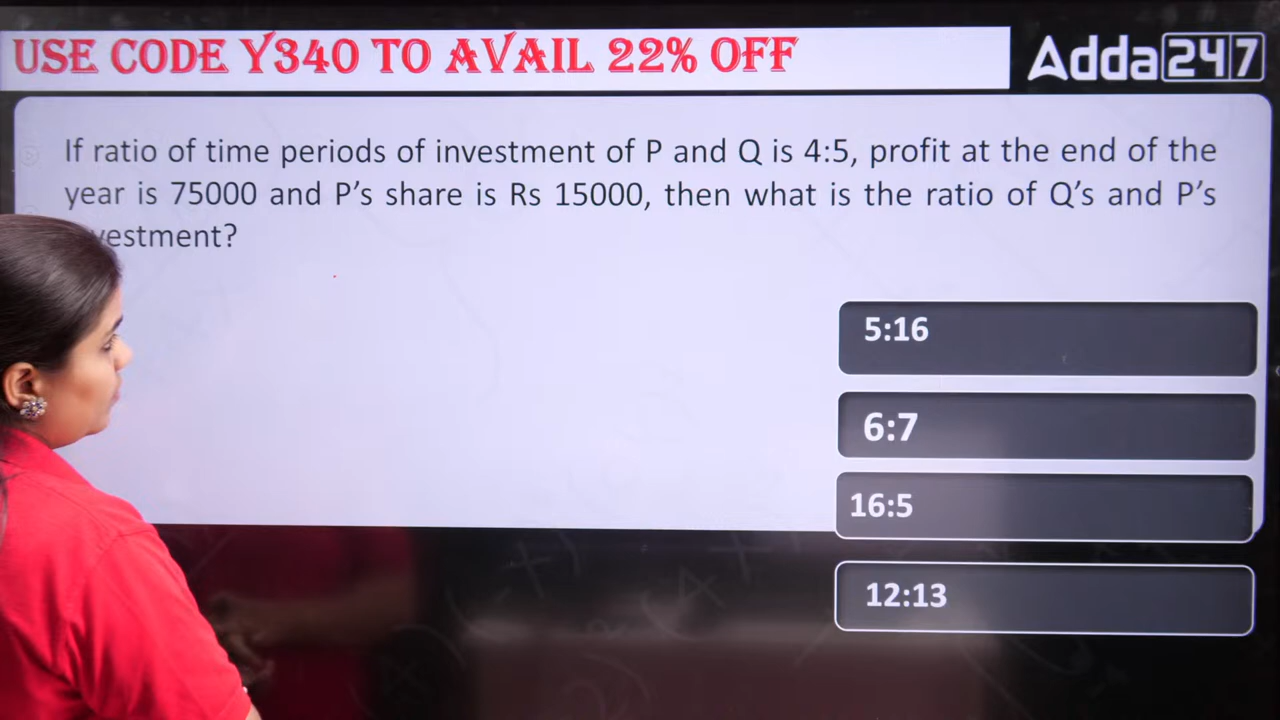 USE CODE Y340 TO AVAIL 22% OFF
Adda247
If ratio of time periods of investment of P and Q is 4:5, profit at the end of the
year is 75000 and P’s share is Rs 15000, then what is the ratio of Q’s and P’s
vestment?
5:16
6:7
16:5
12:13